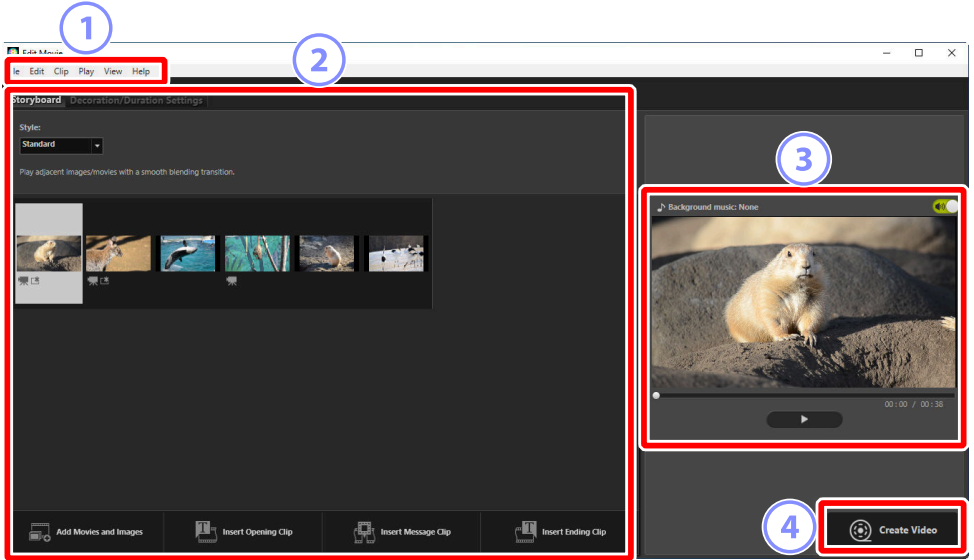 1
2
Edit Movie
le Edit Clip Play View Help
Storyboard Decoration/Duration Settings
Style:
Standard
Play adjacent images/movies with a smooth blending transition.
3
Background music: None
00:00 / 00:38
Add Movies and Images
Insert Opening Clip
Insert Message Clip
Insert Ending Clip
4
Create Video